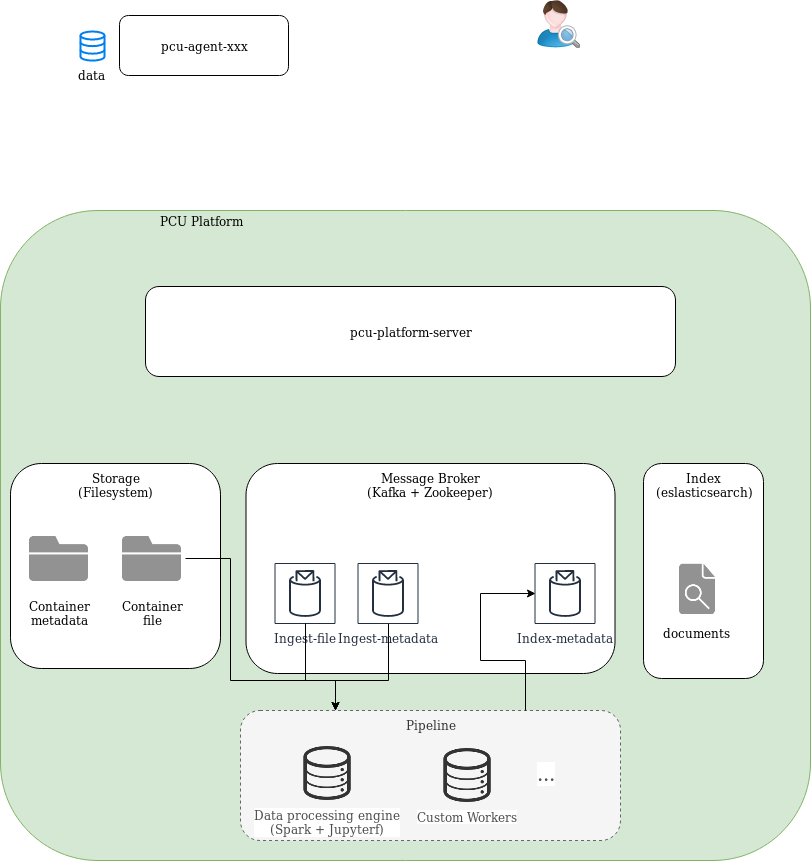 pcu-agent-xxx
data
PCU Platform
pcu-platform-server
Storage
(Filesystem)
Container
metadata
Container
file
Message Broker
(Kafka + Zookeeper)
Ingest-file
Ingest-metadata
Index-metadata
Index
(eslasticsearch)
documents
Pipeline
Data processing engine
(Spark + Jupyterf)
Custom Workers
...